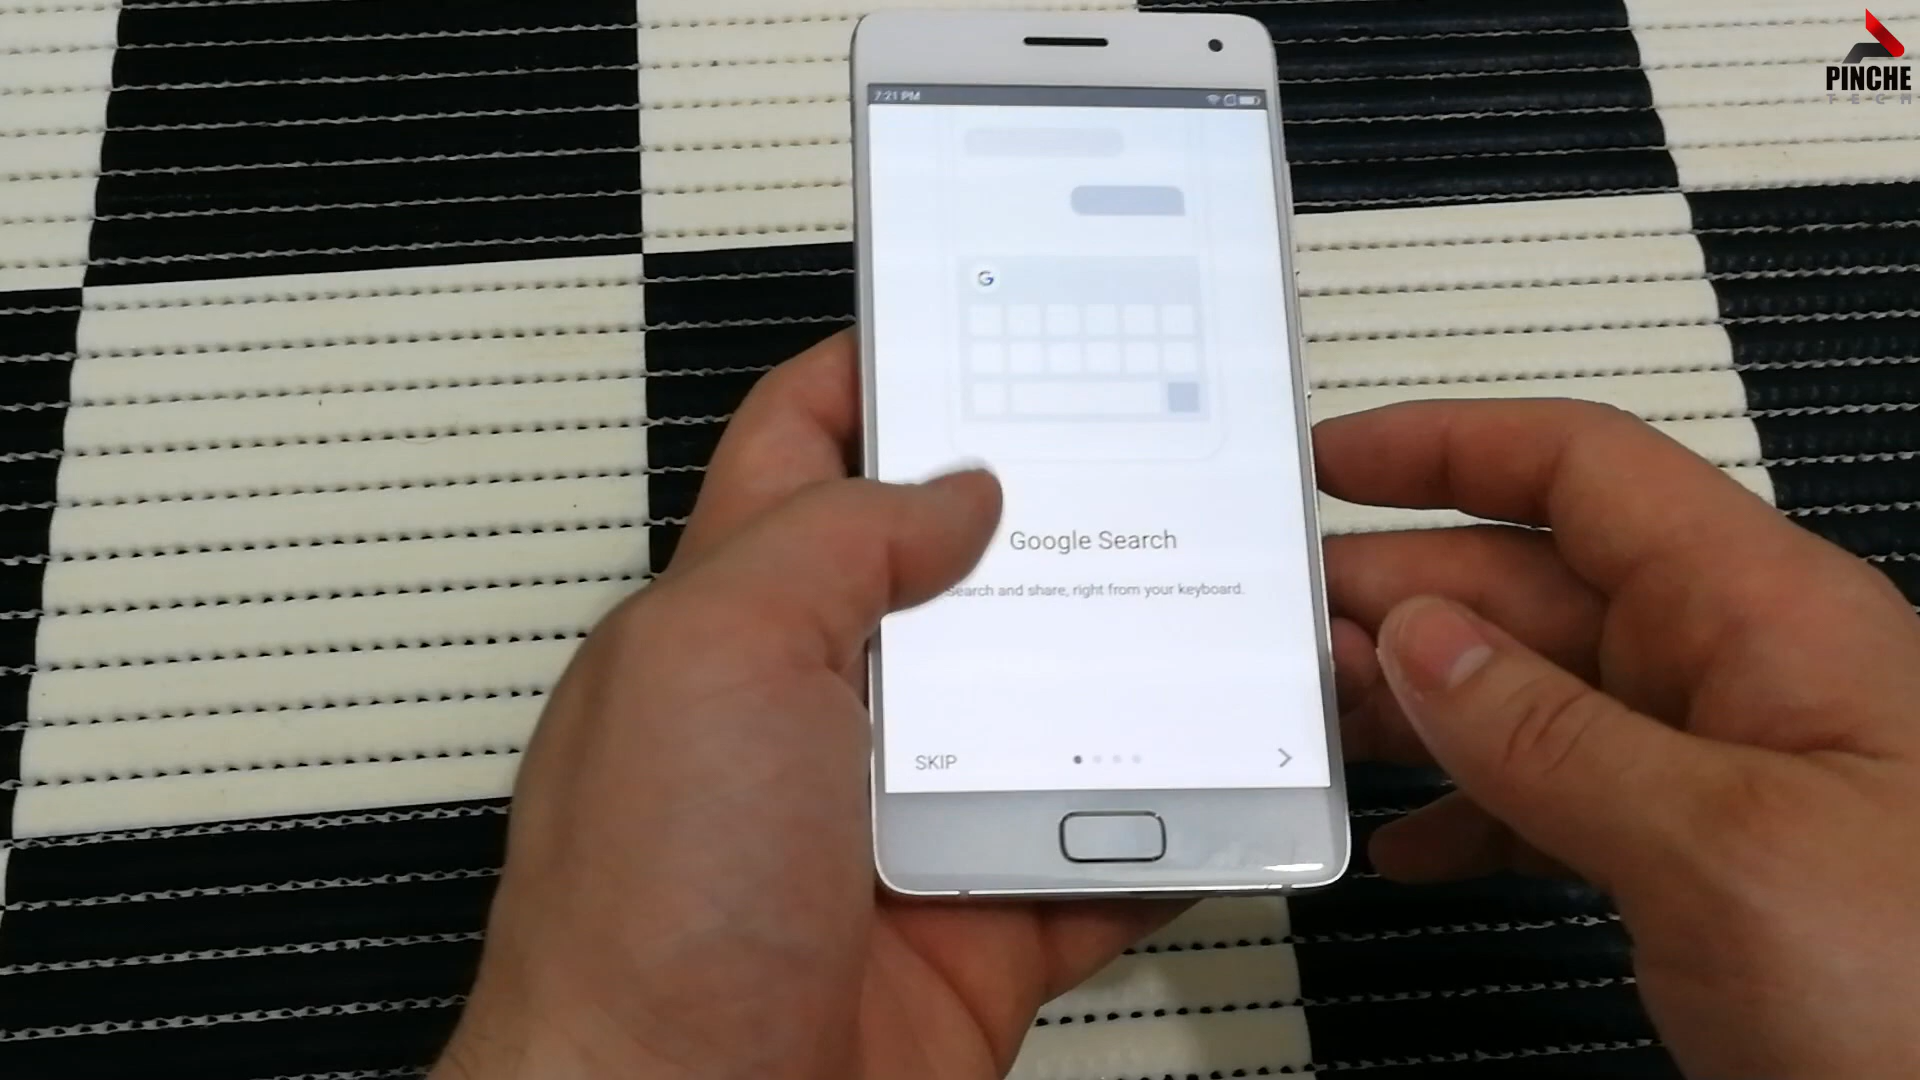 PINCHE
TECH
7:21 PM
G
Google Search
Search and share, right from your keyboard.
SKIP